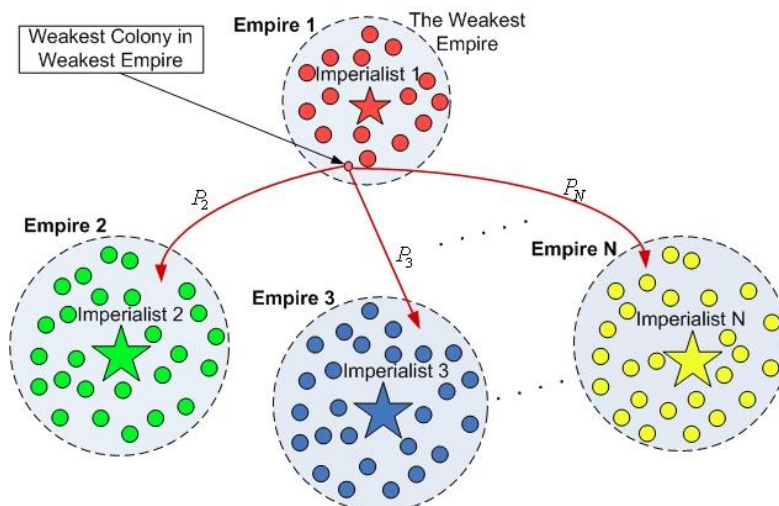 Empire 1
The Weakest
Empire
Weakest Colony in
Weakest Empire
Imperialist 1
P2
PN
Empire 2
P3
Empire N
Empire 3
Imperialist 2
Imperialist N
Imperialist 3